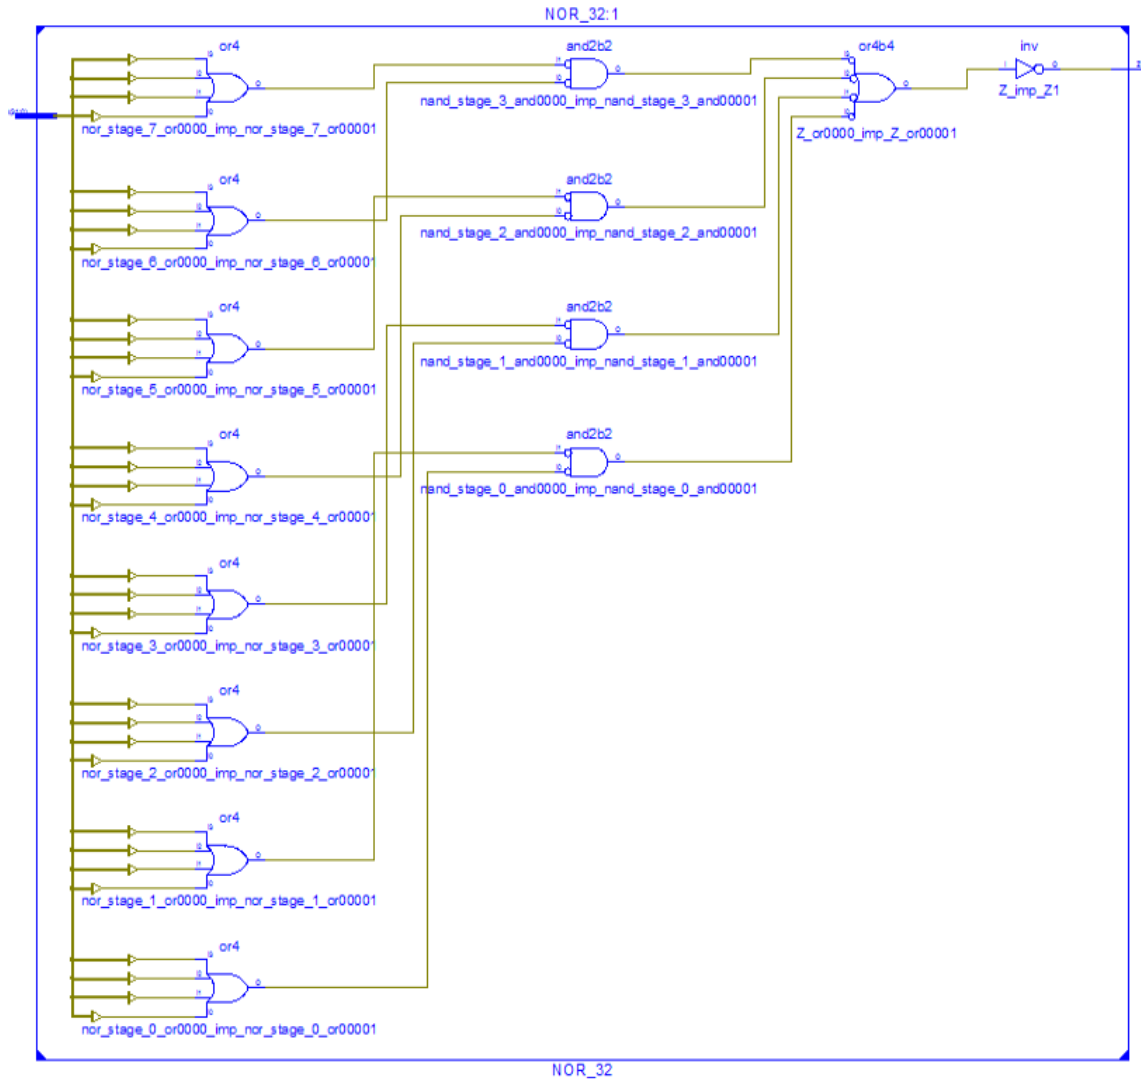 NOR_32:1
or4
and2b2
or4b4
inv
Z_imp_Z1
nand_stage_3_and0000_imp_nand_stage_3_and00001
nor_stage_7_or0000_imp_nor_stage_7_or00001
Z_or0000_imp_Z_or00001
or4
and2b2
nand_stage_2_and0000_imp_nand_stage_2_and00001
nor_stage_6_or0000_imp_nor_stage_6_or00001
or4
and2b2
nand_stage_1_and0000_imp_nand_stage_1_and00001
nor_stage_5_or0000_imp_nor_stage_5_or00001
or4
and2b2
nand_stage_0_and0000_imp_nand_stage_0_and00001
nor_stage_4_or0000_imp_nor_stage_4_or00001
or4
nor_stage_3_or0000_imp_nor_stage_3_or00001
or4
nor_stage_2_or0000_imp_nor_stage_2_or00001
or4
nor_stage_1_or0000_imp_nor_stage_1_or00001
or4
nor_stage_0_or0000_imp_nor_stage_0_or00001
NOR_32